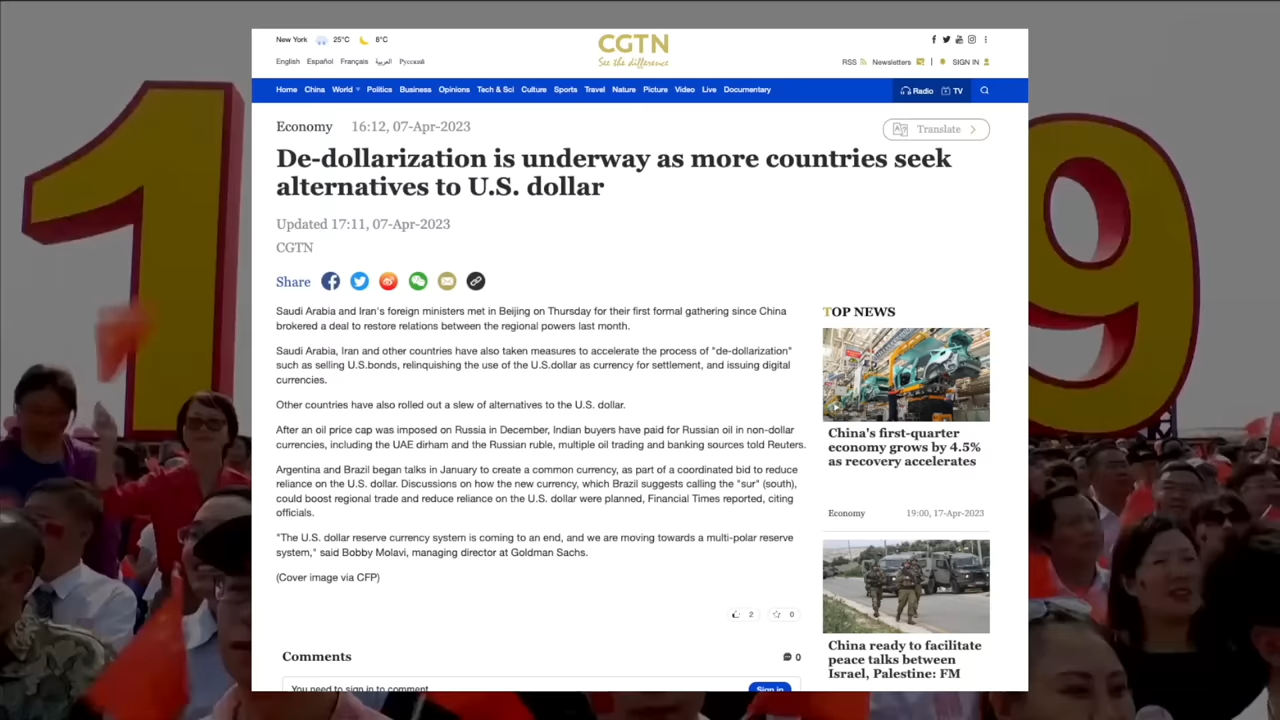 1
9
New York 25°C 8°C
English Español Français العربية Русский
CGTN
See the difference
RSS Newsletters | SIGN IN
Home China World Politics Business Opinions Tech & Sci Culture Sports Travel Nature Picture Video Live Documentary Radio TV
Economy 16:12, 07-Apr-2023
Translate
De-dollarization is underway as more countries seek
alternatives to U.S. dollar
Updated 17:11, 07-Apr-2023
CGTN
Share
Saudi Arabia and Iran's foreign ministers met in Beijing on Thursday for their first formal gathering since China
brokered a deal to restore relations between the regional powers last month.
Saudi Arabia, Iran and other countries have also taken measures to accelerate the process of "de-dollarization"
such as selling U.S.bonds, relinquishing the use of the U.S.dollar as currency for settlement, and issuing digital
currencies.
Other countries have also rolled out a slew of alternatives to the U.S. dollar.
After an oil price cap was imposed on Russia in December, Indian buyers have paid for Russian oil in non-dollar
currencies, including the UAE dirham and the Russian ruble, multiple oil trading and banking sources told Reuters.
Argentina and Brazil began talks in January to create a common currency, as part of a coordinated bid to reduce
reliance on the U.S. dollar. Discussions on how the new currency, which Brazil suggests calling the "sur" (south),
could boost regional trade and reduce reliance on the U.S. dollar were planned, Financial Times reported, citing
officials.
"The U.S. dollar reserve currency system is coming to an end, and we are moving towards a multi-polar reserve
system," said Bobby Molavi, managing director at Goldman Sachs.
(Cover image via CFP)
2 0
Comments 0
You need to sign in to comment
Sign in
TOP NEWS
China's first-quarter
economy grows by 4.5%
as recovery accelerates
Economy 19:00, 17-Apr-2023
China ready to facilitate
peace talks between
Israel, Palestine: FM